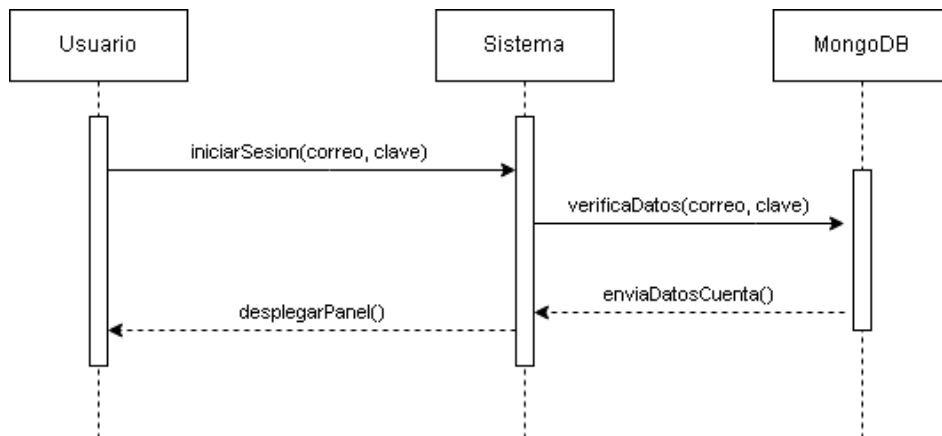 Usuario
Sistema
MongoDB
iniciarSesion(correo, clave)
verificaDatos(correo, clave)
enviaDatosCuenta()
desplegarPanel()